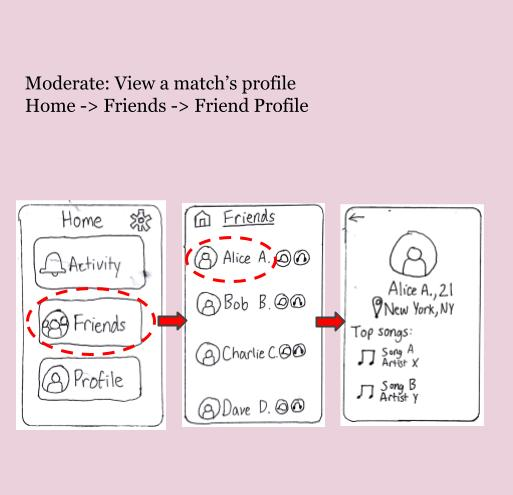 Moderate: View a match's profile
Home -> Friends -> Friend Profile
Home
Activity
Friends
Profile
Friends
Alice A.
Bob B.
Charlie C.
Dave D.
Alice A., 21
New York, NY
Top songs:
Song A
Artist X
Song B
Artist Y